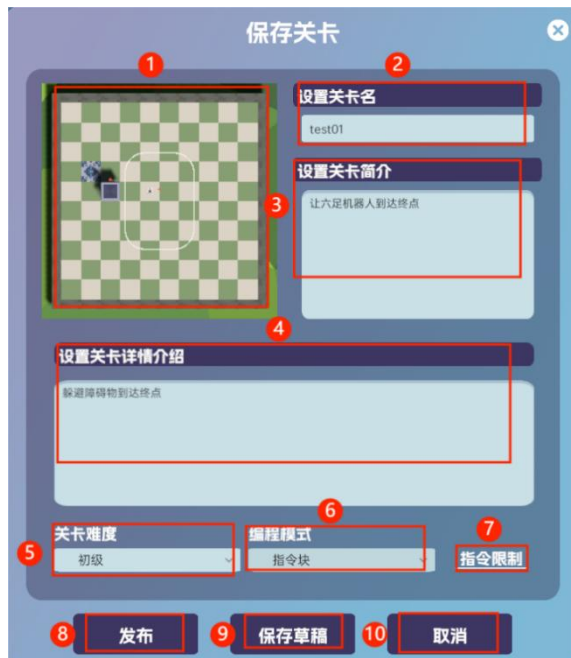 保存关卡
1
2
设置关卡名
test01
设置关卡简介
3
让六足机器人到达终点
4
设置关卡详情介绍
躲避障碍物到达终点
6
7
关卡难度
编程模式
5
初级
指令块
指令限制
8
发布
9
保存草稿
10
取消